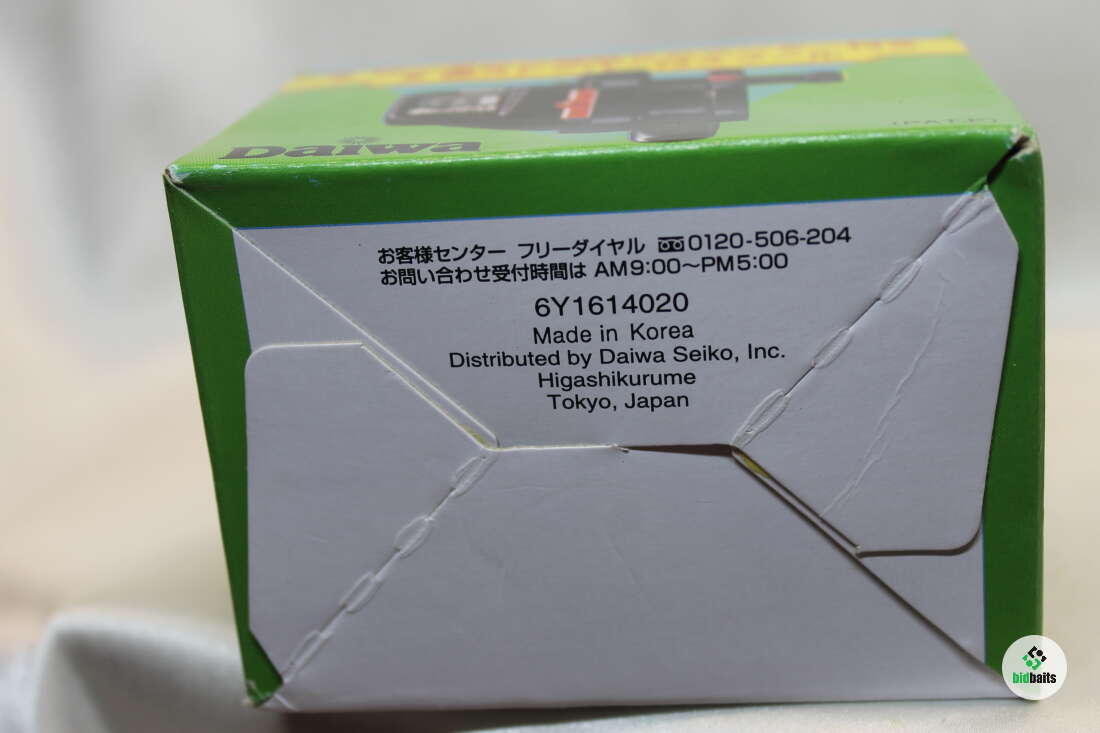 Daiwa
(PAT.P)
お客様センター フリーダイヤル 0120-506-204
お問い合わせ受付時間は AM9:00～PM5:00
6Y1614020
Made in Korea
Distributed by Daiwa Seiko, Inc.
Higashikurume
Tokyo, Japan
bidbaits